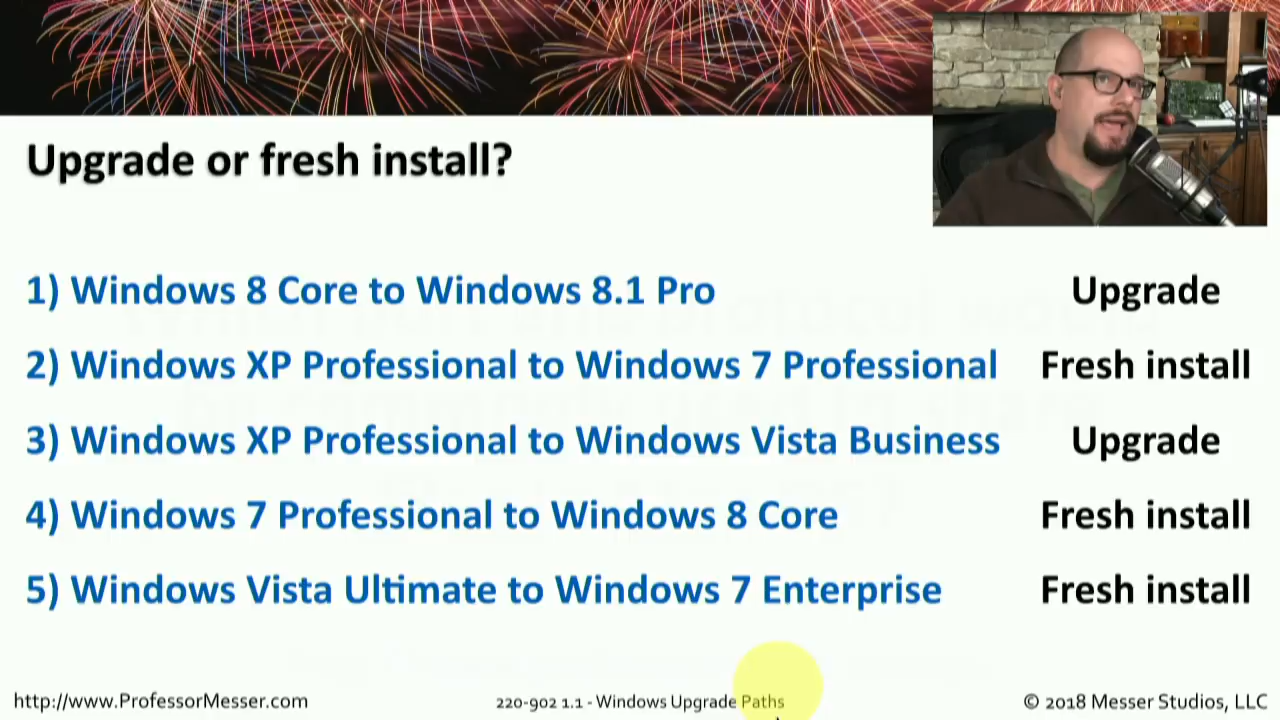 Upgrade or fresh install?
1) Windows 8 Core to Windows 8.1 Pro Upgrade
2) Windows XP Professional to Windows 7 Professional Fresh install
3) Windows XP Professional to Windows Vista Business Upgrade
4) Windows 7 Professional to Windows 8 Core Fresh install
5) Windows Vista Ultimate to Windows 7 Enterprise Fresh install
http://www.ProfessorMesser.com 220-902 1.1 - Windows Upgrade Paths © 2018 Messer Studios, LLC